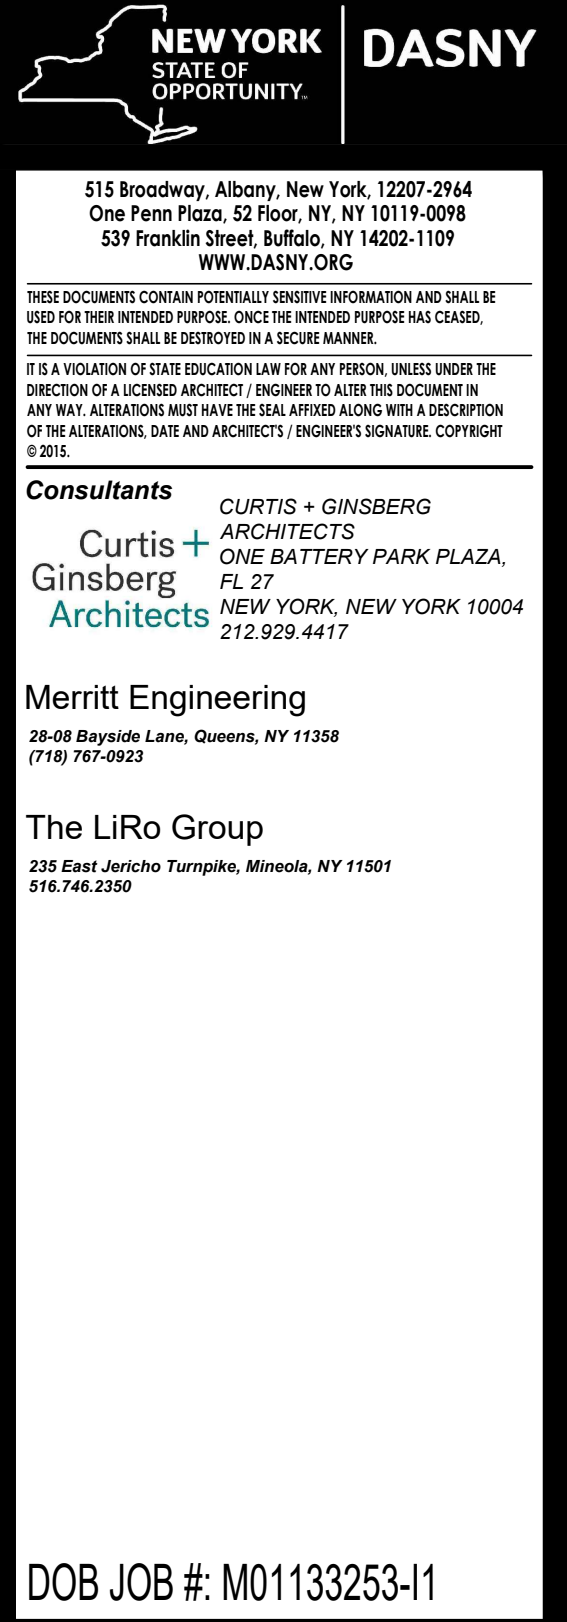 NEW YORK
STATE OF
OPPORTUNITY™
DASNY
515 Broadway, Albany, New York, 12207-2964
One Penn Plaza, 52 Floor, NY, NY 10119-0098
539 Franklin Street, Buffalo, NY 14202-1109
WWW.DASNY.ORG
THESE DOCUMENTS CONTAIN POTENTIALLY SENSITIVE INFORMATION AND SHALL BE
USED FOR THEIR INTENDED PURPOSE. ONCE THE INTENDED PURPOSE HAS CEASED,
THE DOCUMENTS SHALL BE DESTROYED IN A SECURE MANNER.
IT IS A VIOLATION OF STATE EDUCATION LAW FOR ANY PERSON, UNLESS UNDER THE
DIRECTION OF A LICENSED ARCHITECT / ENGINEER TO ALTER THIS DOCUMENT IN
ANY WAY. ALTERATIONS MUST HAVE THE SEAL AFFIXED ALONG WITH A DESCRIPTION
OF THE ALTERATIONS, DATE AND ARCHITECT'S / ENGINEER'S SIGNATURE. COPYRIGHT
© 2015.
Consultants
Curtis +
Ginsberg
Architects
CURTIS + GINSBERG
ARCHITECTS
ONE BATTERY PARK PLAZA,
FL 27
NEW YORK, NEW YORK 10004
212.929.4417
Merritt Engineering
28-08 Bayside Lane, Queens, NY 11358
(718) 767-0923
The LiRo Group
235 East Jericho Turnpike, Mineola, NY 11501
516.746.2350
DOB JOB #: M01133253-I1